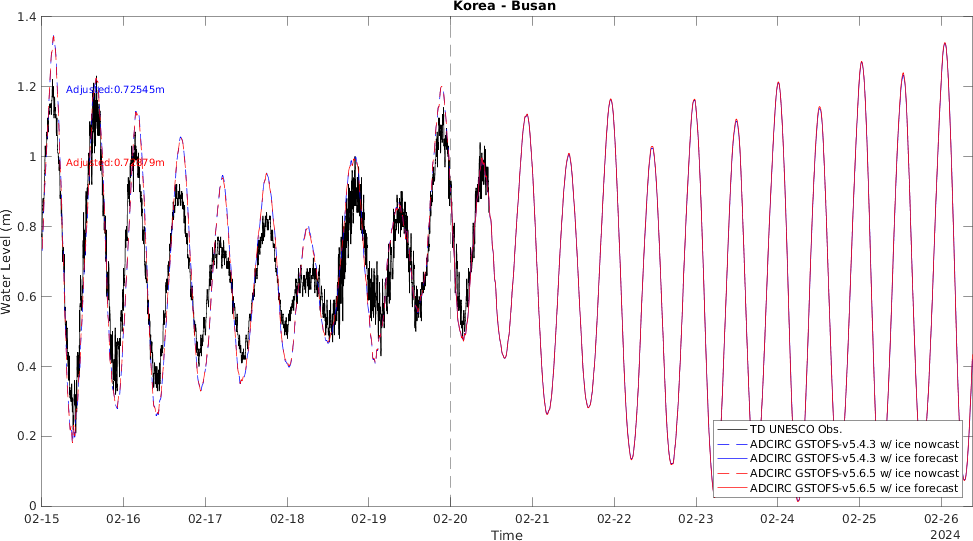 Korea - Busan
1.4
1.2
1
0.8
0.6
0.4
0.2
0
Water Level (m)
Adjusted:0.72545m
TD UNESCO Obs.
ADCIRC GSTOFS-v5.4.3 w/ ice nowcast
ADCIRC GSTOFS-v5.4.3 w/ ice forecast
ADCIRC GSTOFS-v5.6.5 w/ ice nowcast
ADCIRC GSTOFS-v5.6.5 w/ ice forecast
02-15 02-16 02-17 02-18 02-19 02-20 02-21 02-22 02-23 02-24 02-25 02-26
Time
2024